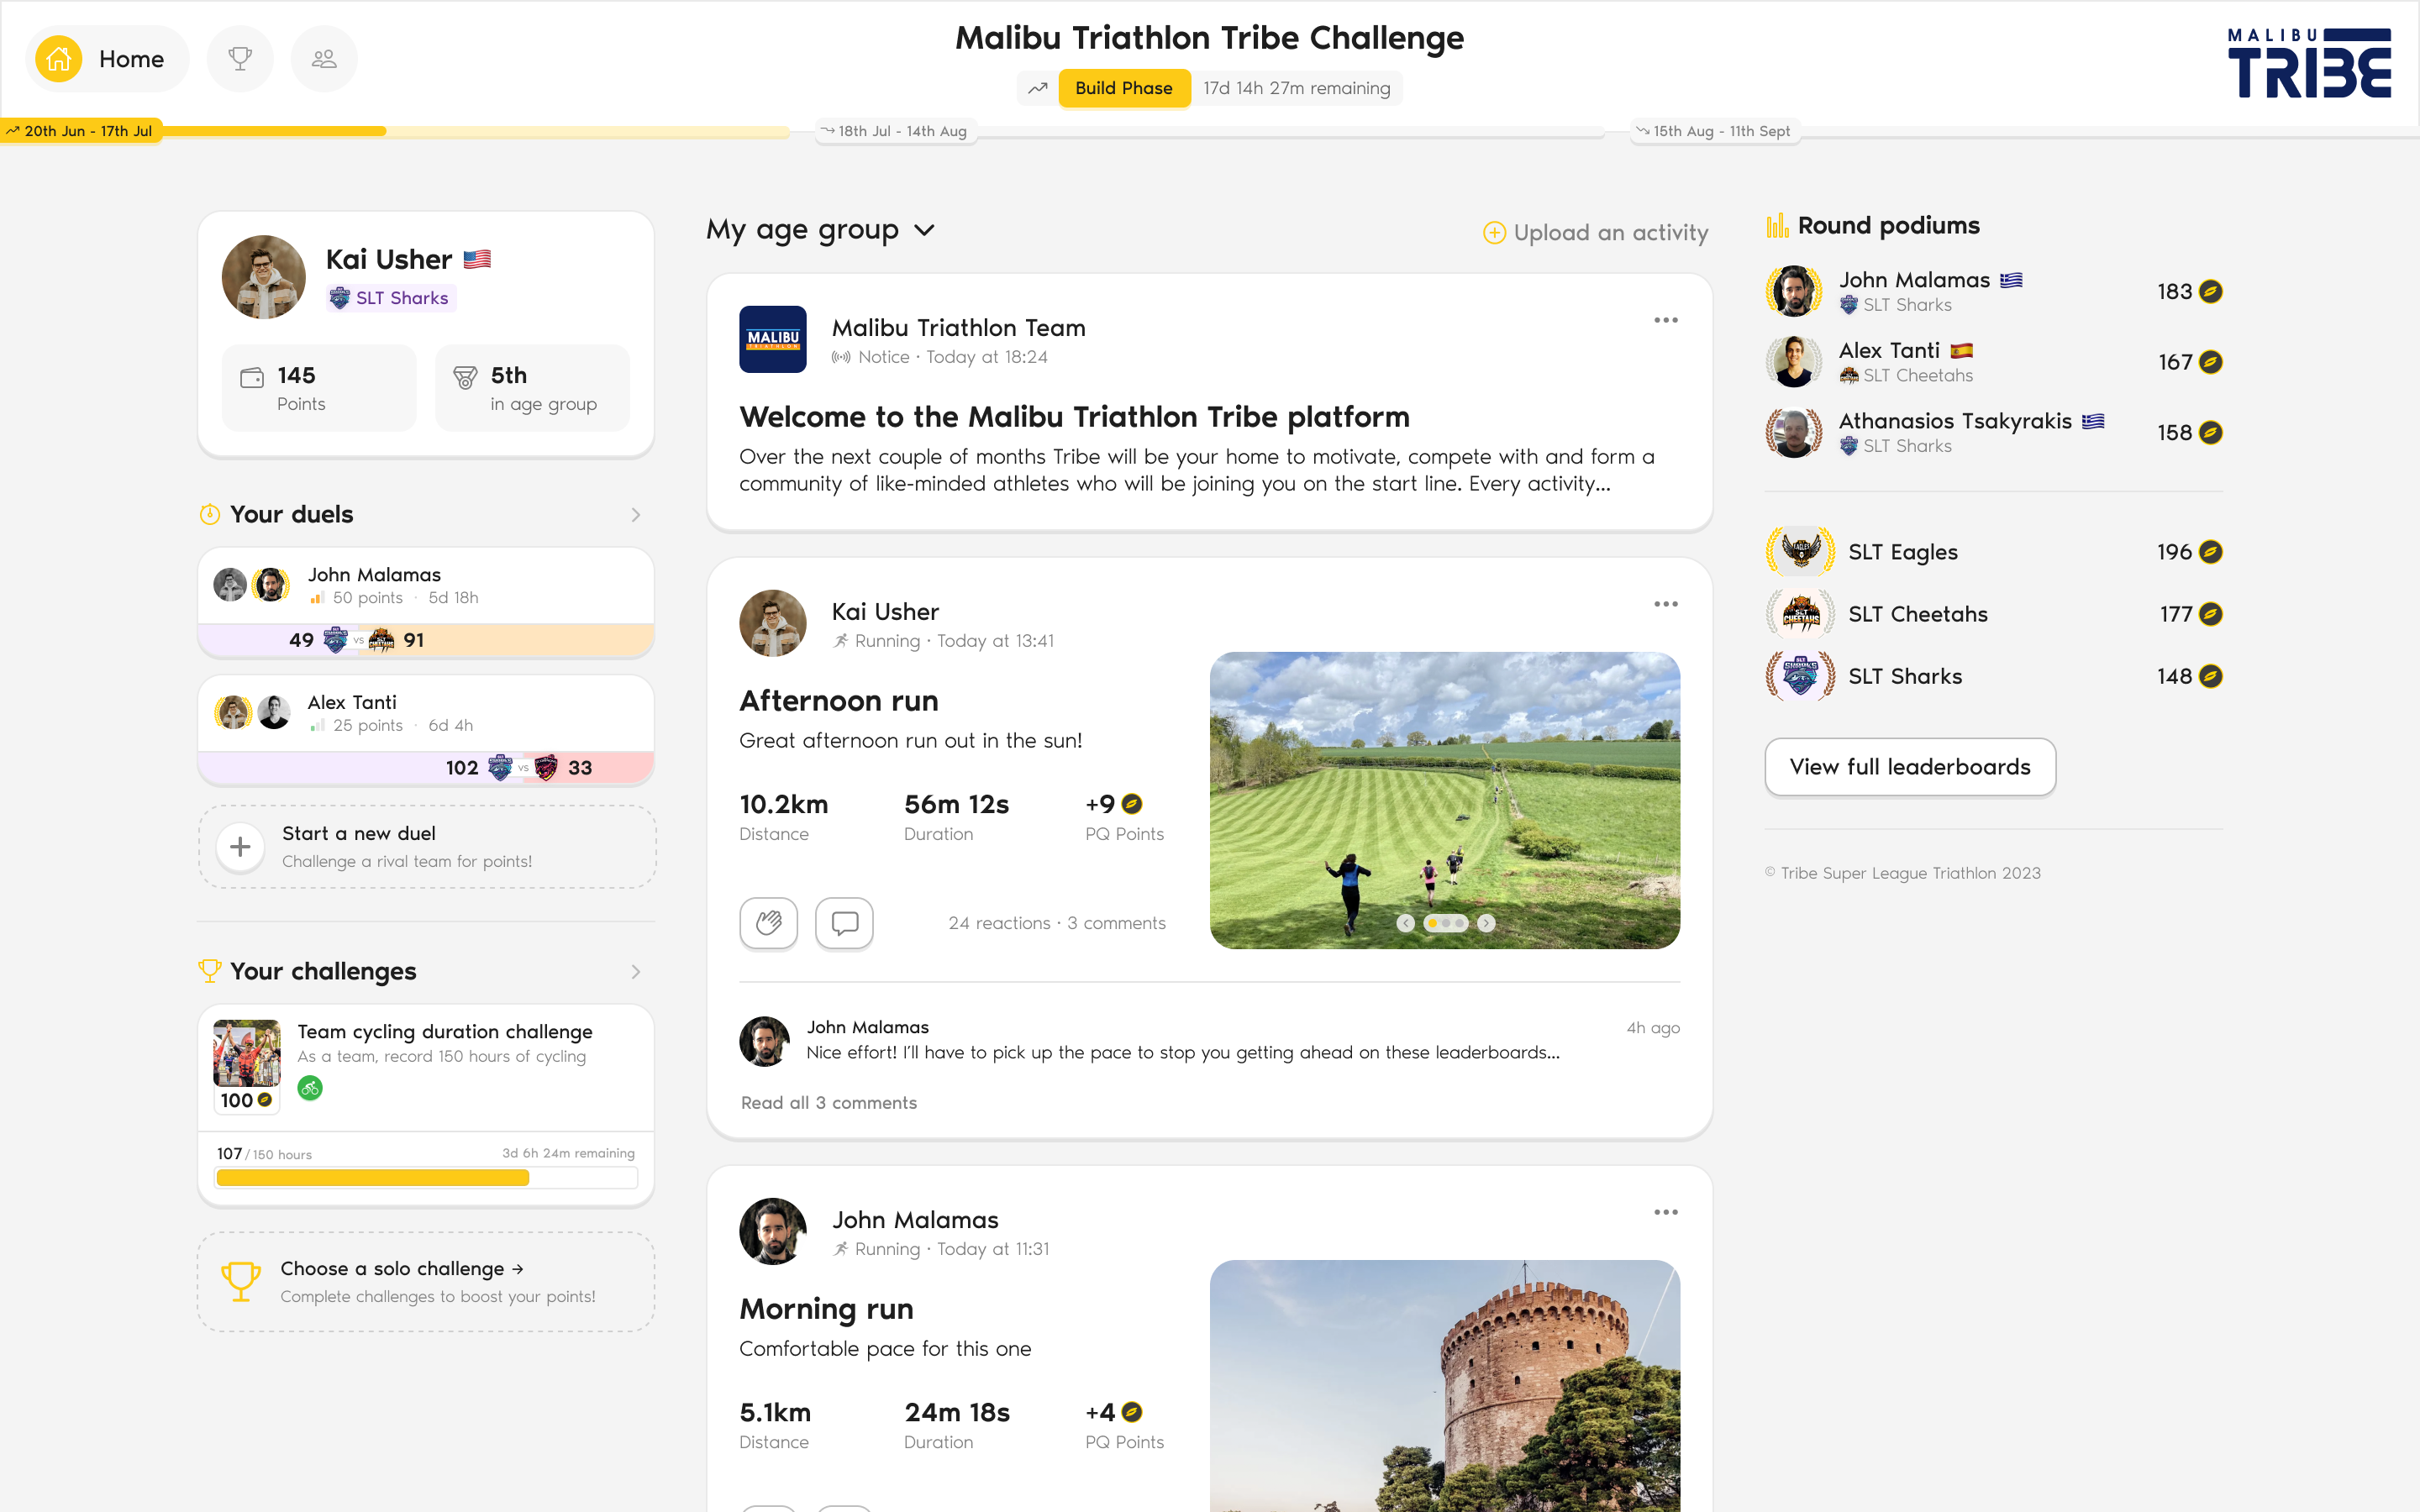 Home
Malibu Triathlon Tribe Challenge
Build Phase
17d 14h 27m remaining
MALIBU
TRIBE
20th Jun - 17th Jul
18th Jul - 14th Aug
15th Aug - 11th Sept
Kai Usher
SLT Sharks
145
Points
5th
in age group
Your duels
John Malamas
50 points · 5d 18h
49 vs 91
Alex Tanti
25 points · 6d 4h
102 vs 33
Start a new duel
Challenge a rival team for points!
Your challenges
Team cycling duration challenge
As a team, record 150 hours of cycling
100
107 / 150 hours
3d 6h 24m remaining
Choose a solo challenge →
Complete challenges to boost your points!
My age group
Upload an activity
MALIBU
TRIATHLON
Malibu Triathlon Team
Notice · Today at 18:24
Welcome to the Malibu Triathlon Tribe platform
Over the next couple of months Tribe will be your home to motivate, compete with and form a
community of like-minded athletes who will be joining you on the start line. Every activity...
Kai Usher
Running · Today at 13:41
Afternoon run
Great afternoon run out in the sun!
10.2km
Distance
56m 12s
Duration
+9
PQ Points
24 reactions · 3 comments
John Malamas
4h ago
Nice effort! I'll have to pick up the pace to stop you getting ahead on these leaderboards...
Read all 3 comments
John Malamas
Running · Today at 11:31
Morning run
Comfortable pace for this one
5.1km
Distance
24m 18s
Duration
+4
PQ Points
Round podiums
John Malamas
SLT Sharks
183
Alex Tanti
SLT Cheetahs
167
Athanasios Tsakyrakis
SLT Sharks
158
EAGLES
SLT Eagles
196
SLT
CHEETAHS
SLT Cheetahs
177
SLT
SHARKS
SLT Sharks
148
View full leaderboards
© Tribe Super League Triathlon 2023